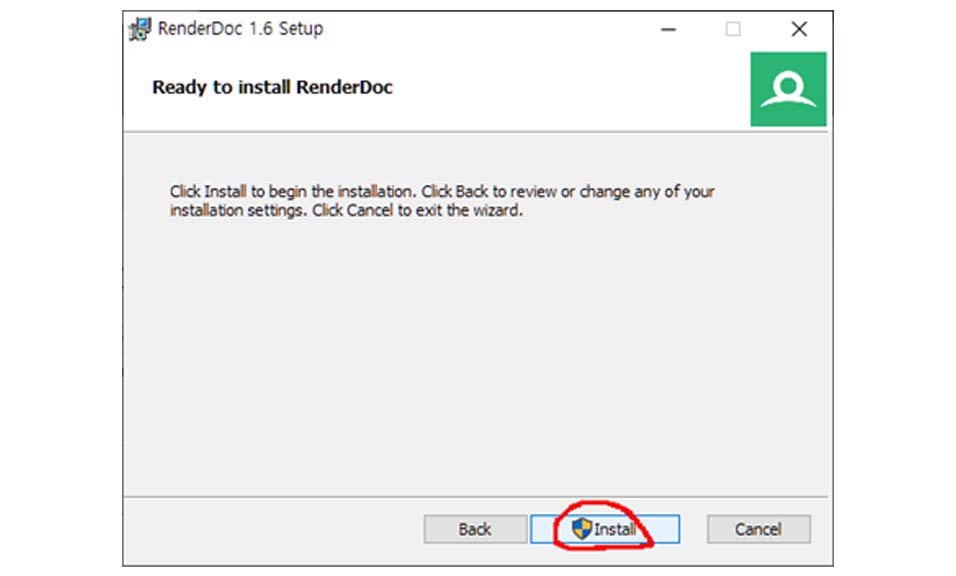 RenderDoc 1.6 Setup
Ready to install RenderDoc
Click Install to begin the installation. Click Back to review or change any of your
installation settings. Click Cancel to exit the wizard.
Back
Install
Cancel